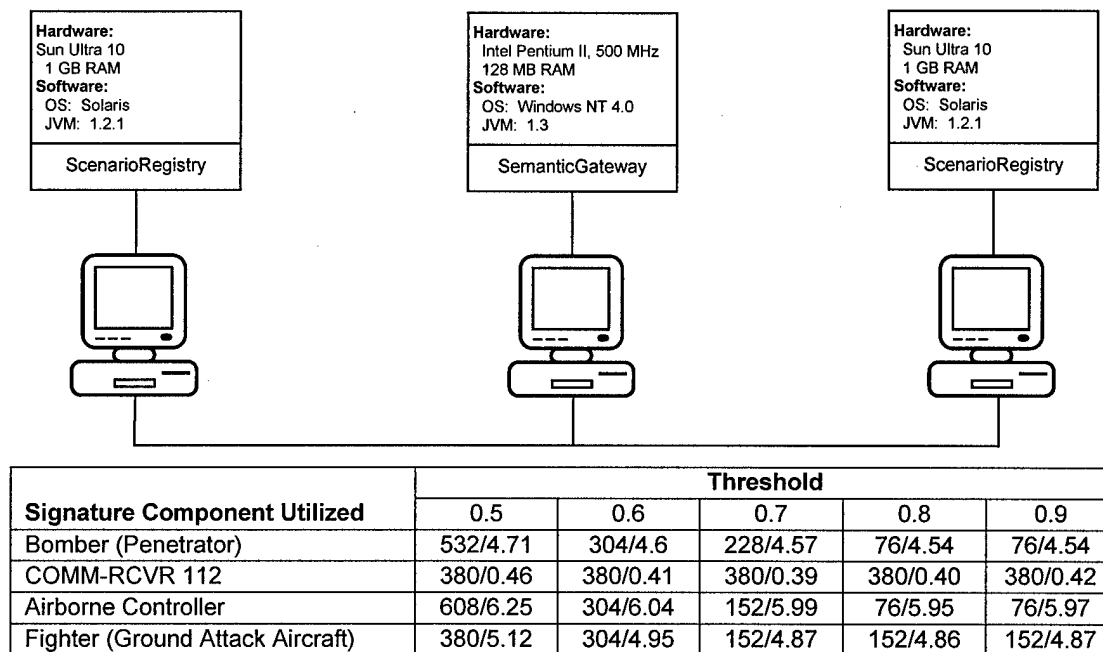 Hardware:
Sun Ultra 10
1 GB RAM
Software:
OS: Solaris
JVM: 1.2.1
ScenarioRegistry
Hardware:
Intel Pentium II, 500 MHz
128 MB RAM
Software:
OS: Windows NT 4.0
JVM: 1.3
SemanticGateway
Hardware:
Sun Ultra 10
1 GB RAM
Software:
OS: Solaris
JVM: 1.2.1
ScenarioRegistry
Threshold
Signature Component Utilized 0.5 0.6 0.7 0.8 0.9
Bomber (Penetrator) 532/4.71 304/4.6 228/4.57 76/4.54 76/4.54
COMM-RCVR 112 380/0.46 380/0.41 380/0.39 380/0.40 380/0.42
Airborne Controller 608/6.25 304/6.04 152/5.99 76/5.95 76/5.97
Fighter (Ground Attack Aircraft) 380/5.12 304/4.95 152/4.87 152/4.86 152/4.87